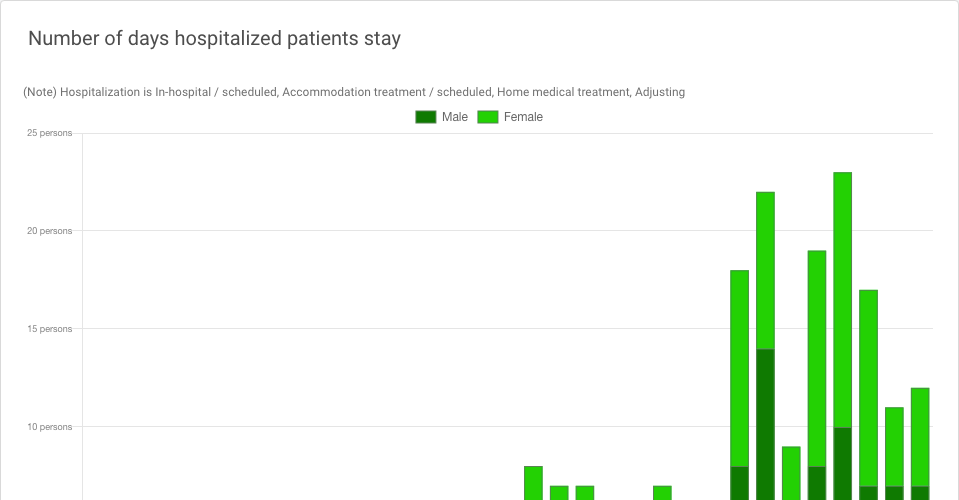 Number of days hospitalized patients stay
(Note) Hospitalization is In-hospital / scheduled, Accommodation treatment / scheduled, Home medical treatment, Adjusting
Male Female
25 persons
20 persons
15 persons
10 persons